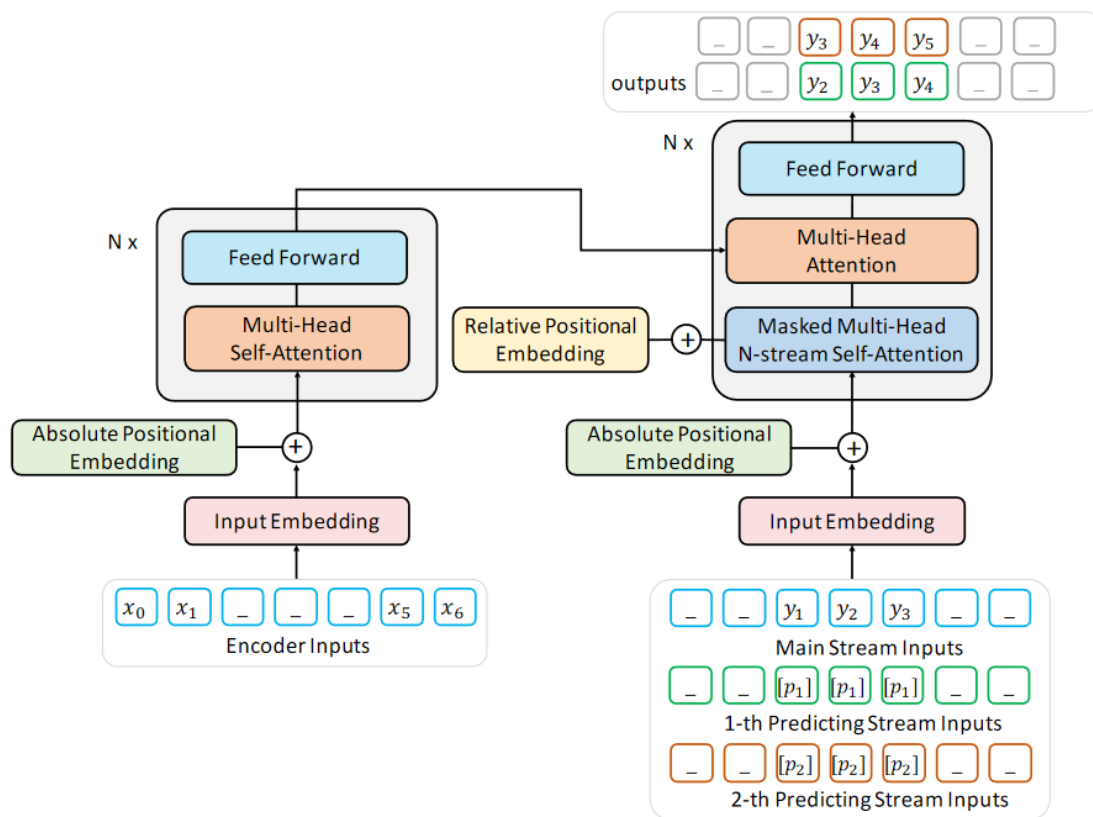 _ _ y₃ y₄ y₅ _ _
outputs _ _ y₂ y₃ y₄ _ _
N x
Feed Forward
Multi-Head
Attention
Masked Multi-Head
N-stream Self-Attention
Relative Positional
Embedding
+
N x
Feed Forward
Multi-Head
Self-Attention
Absolute Positional
Embedding
+
Absolute Positional
Embedding
+
Input Embedding
Input Embedding
x₀ x₁ _ _ _ x₅ x₆
Encoder Inputs
_ _ y₁ y₂ y₃ _ _
Main Stream Inputs
_ _ [p₁] [p₁] [p₁] _ _
1-th Predicting Stream Inputs
_ _ [p₂] [p₂] [p₂] _ _
2-th Predicting Stream Inputs